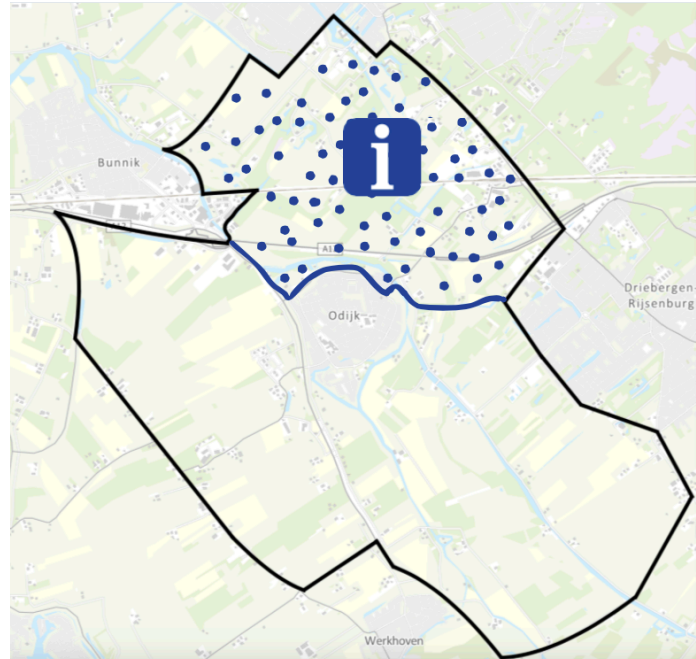 Bunnik
i
A12
Driebergen-
Rijsenburg
Odijk
Werkhoven